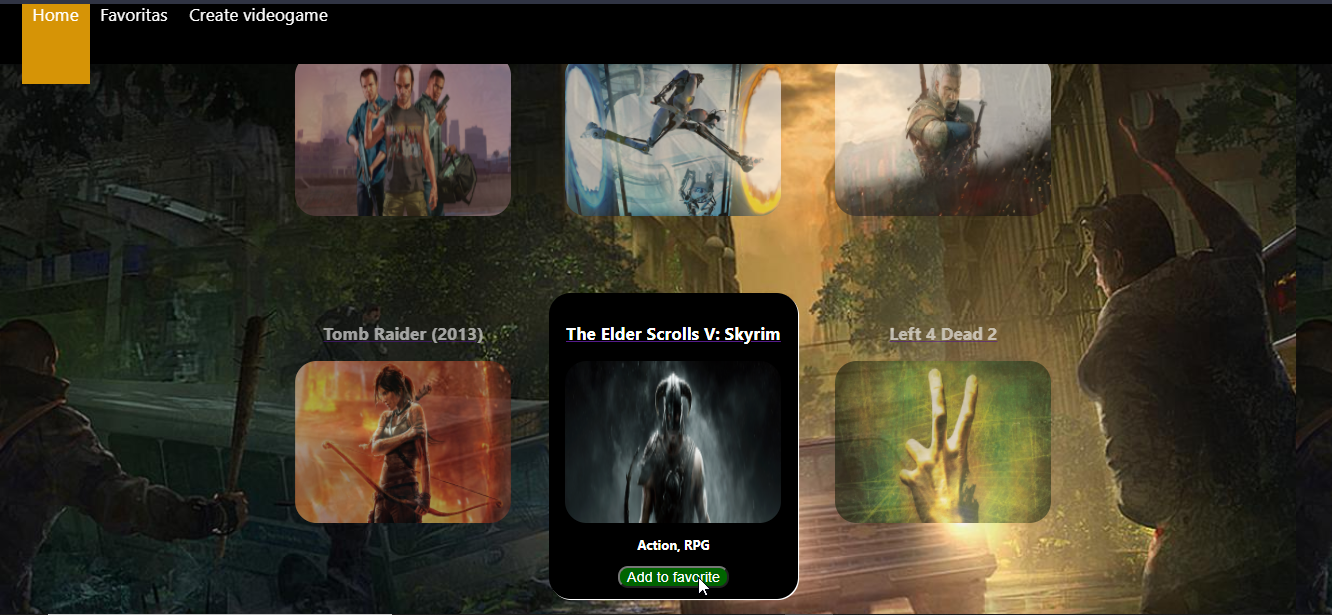 Home Favoritas Create videogame
Tomb Raider (2013) The Elder Scrolls V: Skyrim Left 4 Dead 2
Action, RPG
Add to favorite